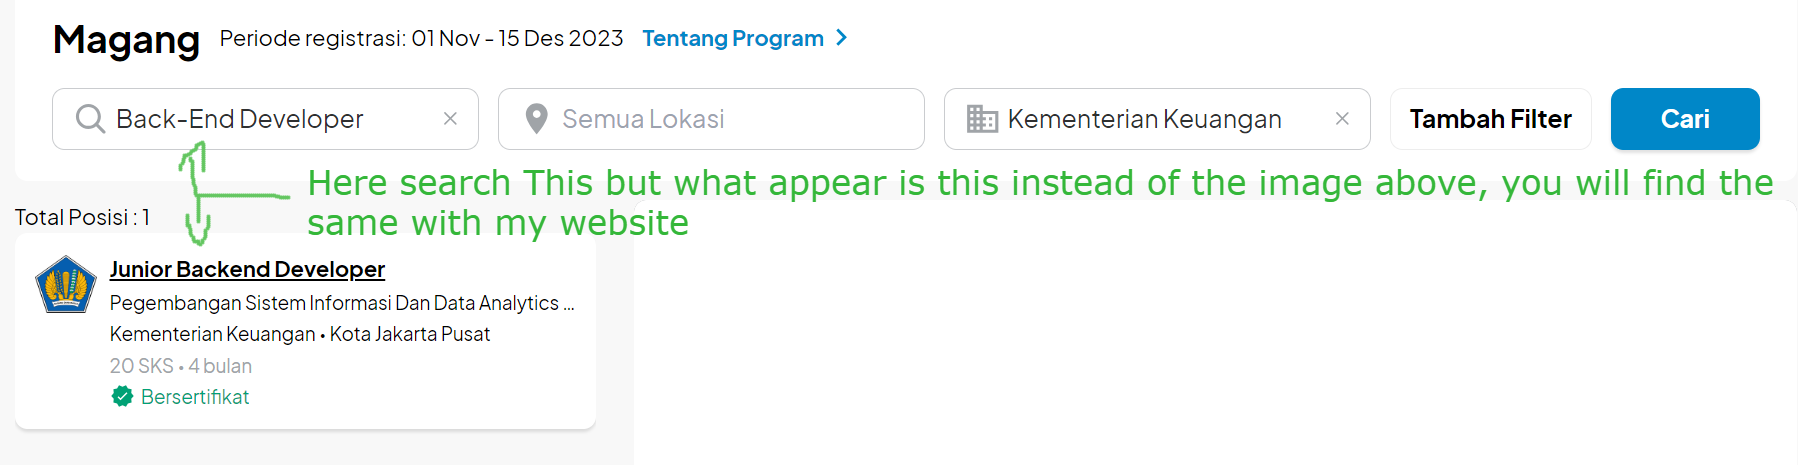 Magang Periode registrasi: 01 Nov - 15 Des 2023 Tentang Program
Back-End Developer Semua Lokasi Kementerian Keuangan Tambah Filter Cari
Here search This but what appear is this instead of the image above, you will find the
same with my website
Total Posisi : 1
Junior Backend Developer
Pegembangan Sistem Informasi Dan Data Analytics ...
Kementerian Keuangan • Kota Jakarta Pusat
20 SKS • 4 bulan
Bersertifikat